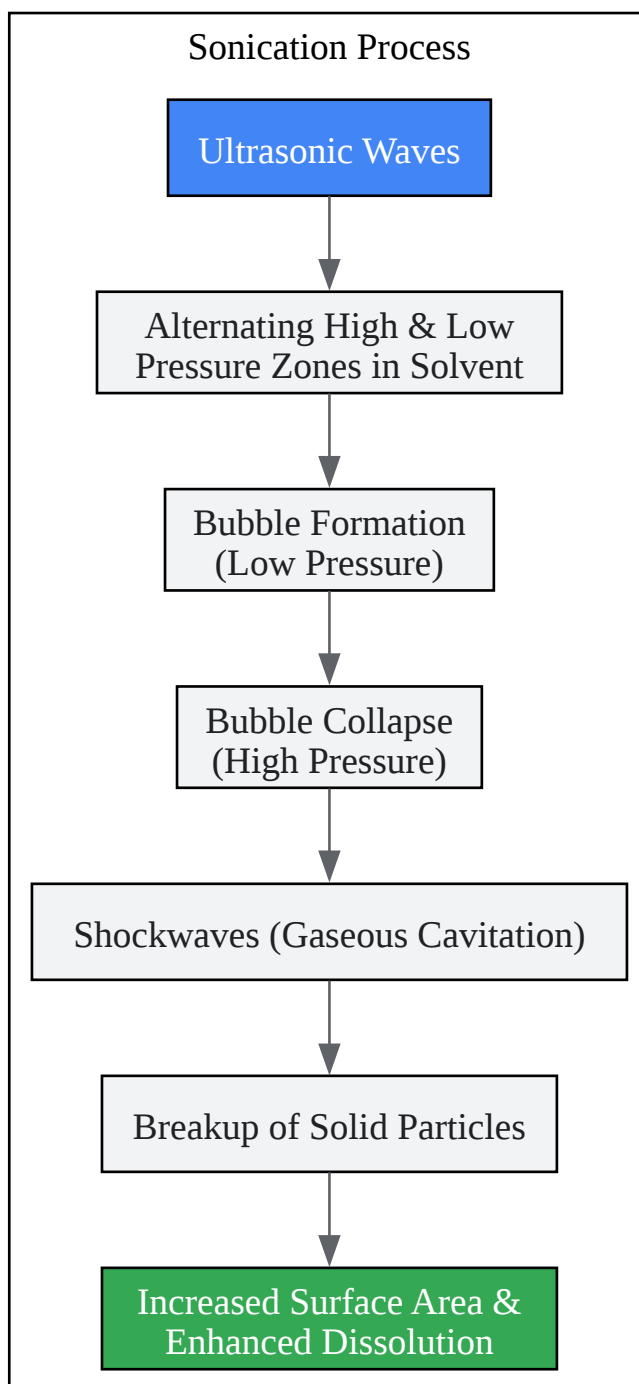 Sonication Process
Ultrasonic Waves
Alternating High & Low
Pressure Zones in Solvent
Bubble Formation
(Low Pressure)
Bubble Collapse
(High Pressure)
Shockwaves (Gaseous Cavitation)
Breakup of Solid Particles
Increased Surface Area &
Enhanced Dissolution